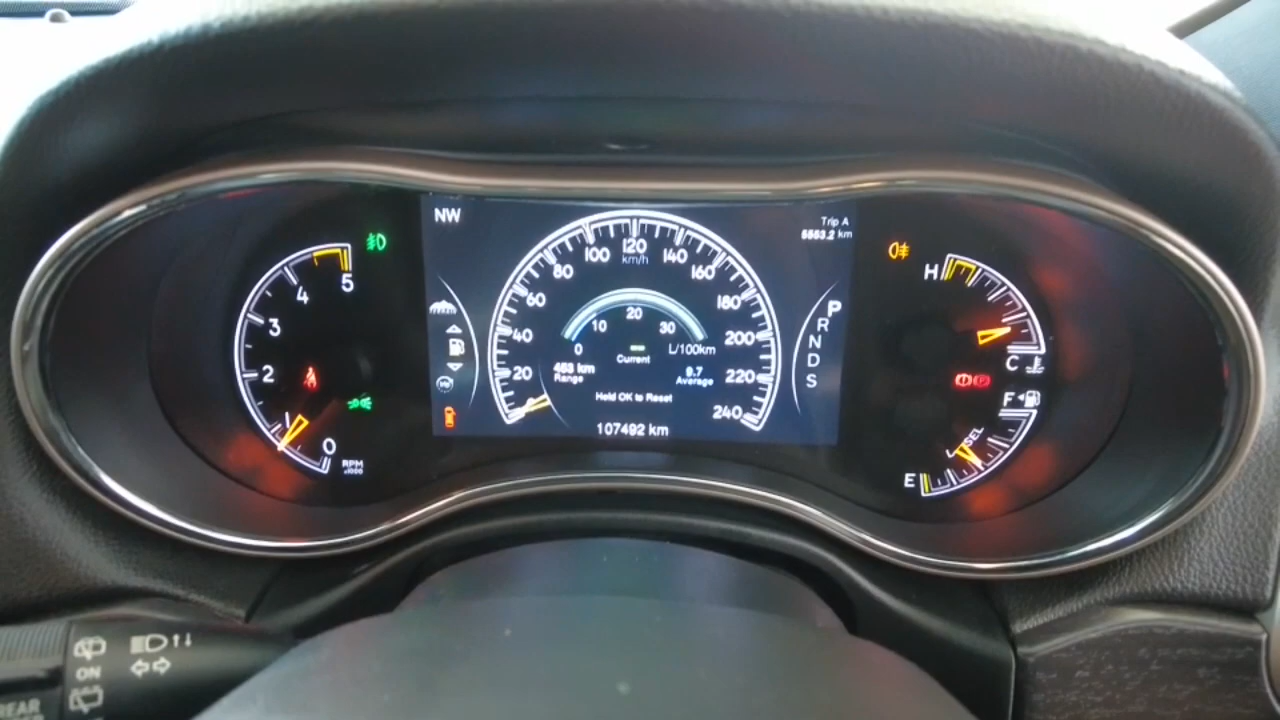 NW
Trip A
5553.2 km
5
4
3
2
1
0
RPM
x1000
20
40
60
80
100
120
km/h
140
160
180
200
220
240
0
10
20
30
L/100km
Current
453 km
Range
9.7
Average
Hold OK to Reset
107492 km
P
R
N
D
S
H
C
F
E
ON
REAR